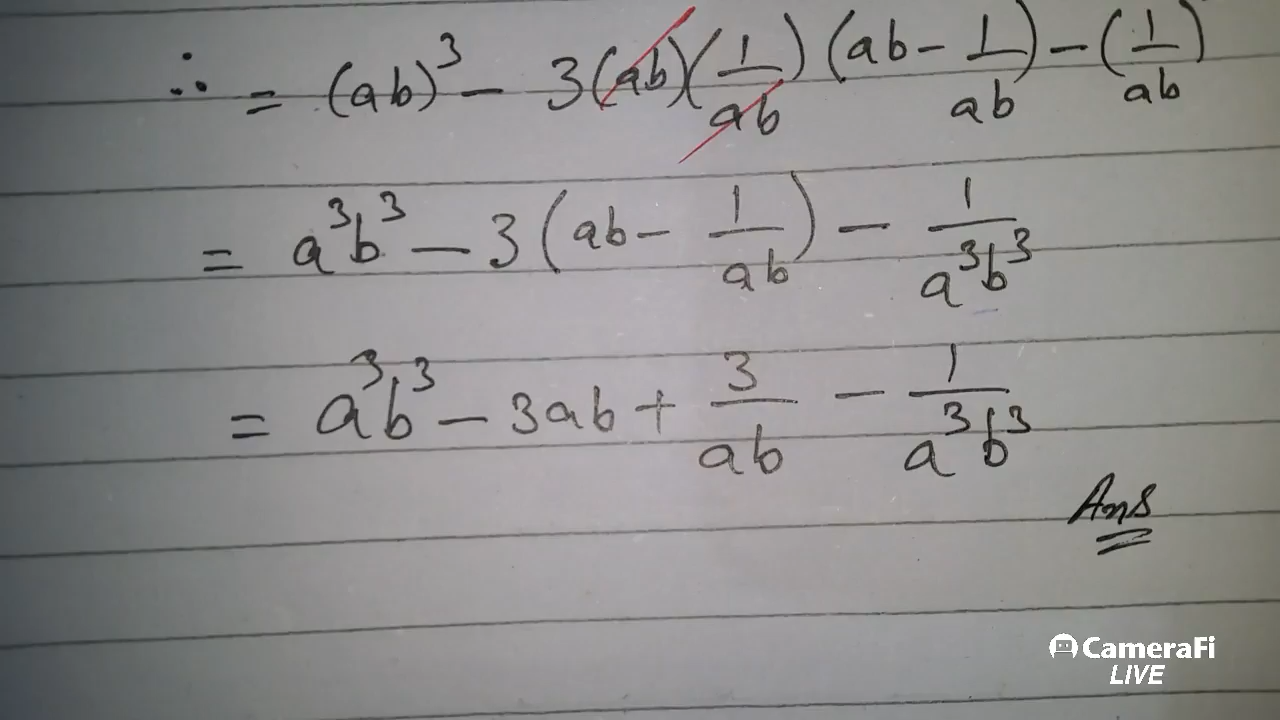 ∴ = (ab)³ - 3(ab)(1/ab)(ab - 1/ab) - (1/ab)
= a³b³ - 3(ab - 1/ab) - 1/a³b³
= a³b³ - 3ab + 3/ab - 1/a³b³
Ans
CameraFi
LIVE